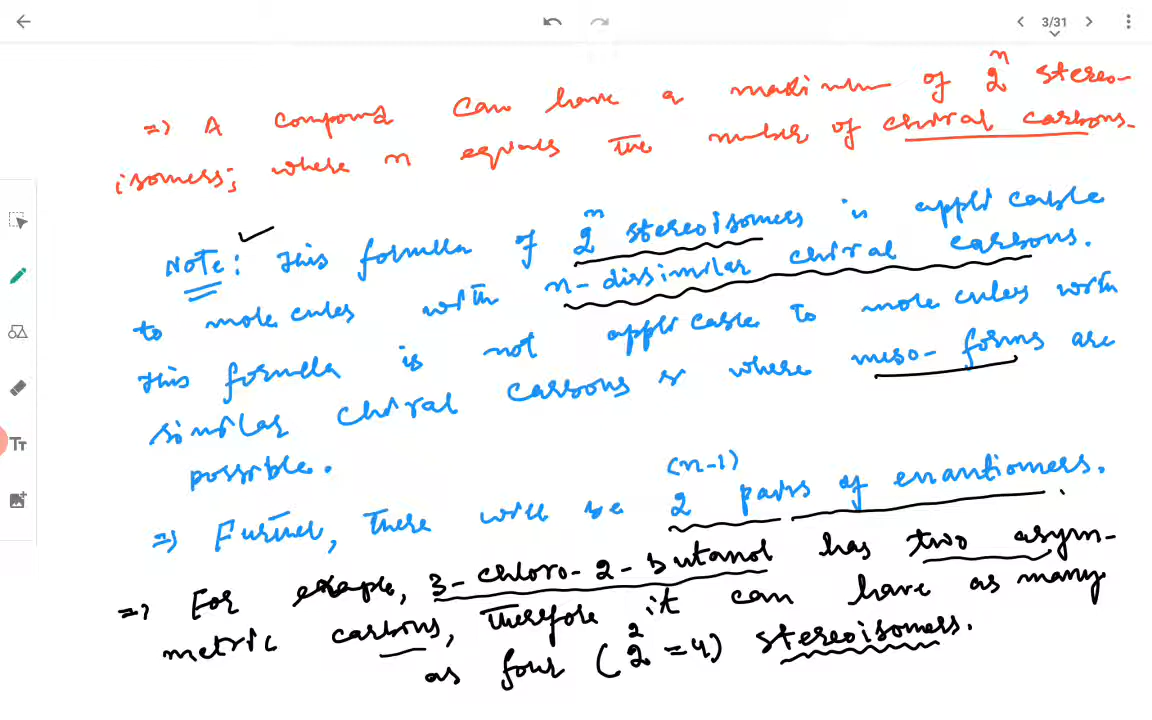 3/31
=> A compound can have a maximum of 2^n stereo-
isomers; where n equals the number of chiral carbons.
NOTE: This formula of 2^n stereoisomers is applicable
to molecules with n-dissimilar chiral carbons.
This formula is not applicable to molecules with
similar chiral carbons or where meso-forms are
possible.
=> Further, there will be 2^(n-1) pairs of enantiomers.
=> For example, 3-chloro-2-butanol has two asym-
metric carbons, therefore it can have as many
as four (2^2=4) stereoisomers.
TT